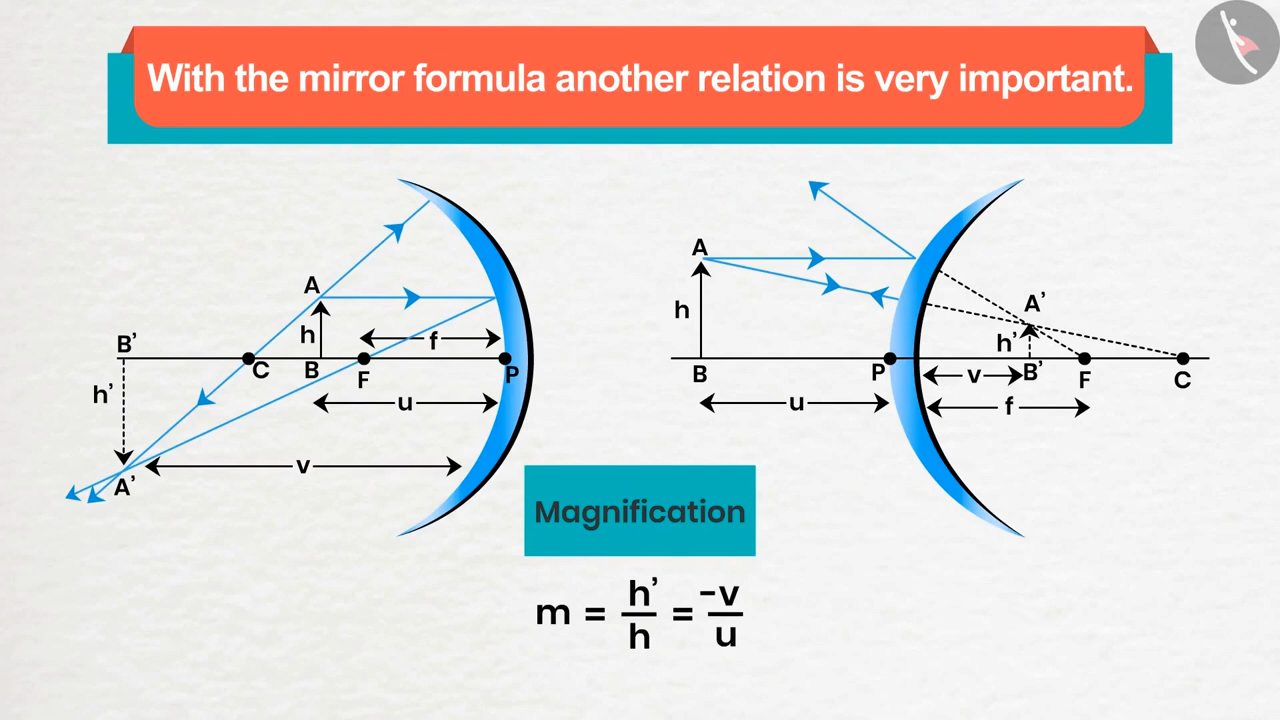 With the mirror formula another relation is very important.
A
h
B'
C
B
F
f
P
h'
u
v
A'
A
h
B
P
A'
h'
v
B'
F
C
u
f
Magnification
m = h’/h = -v/u